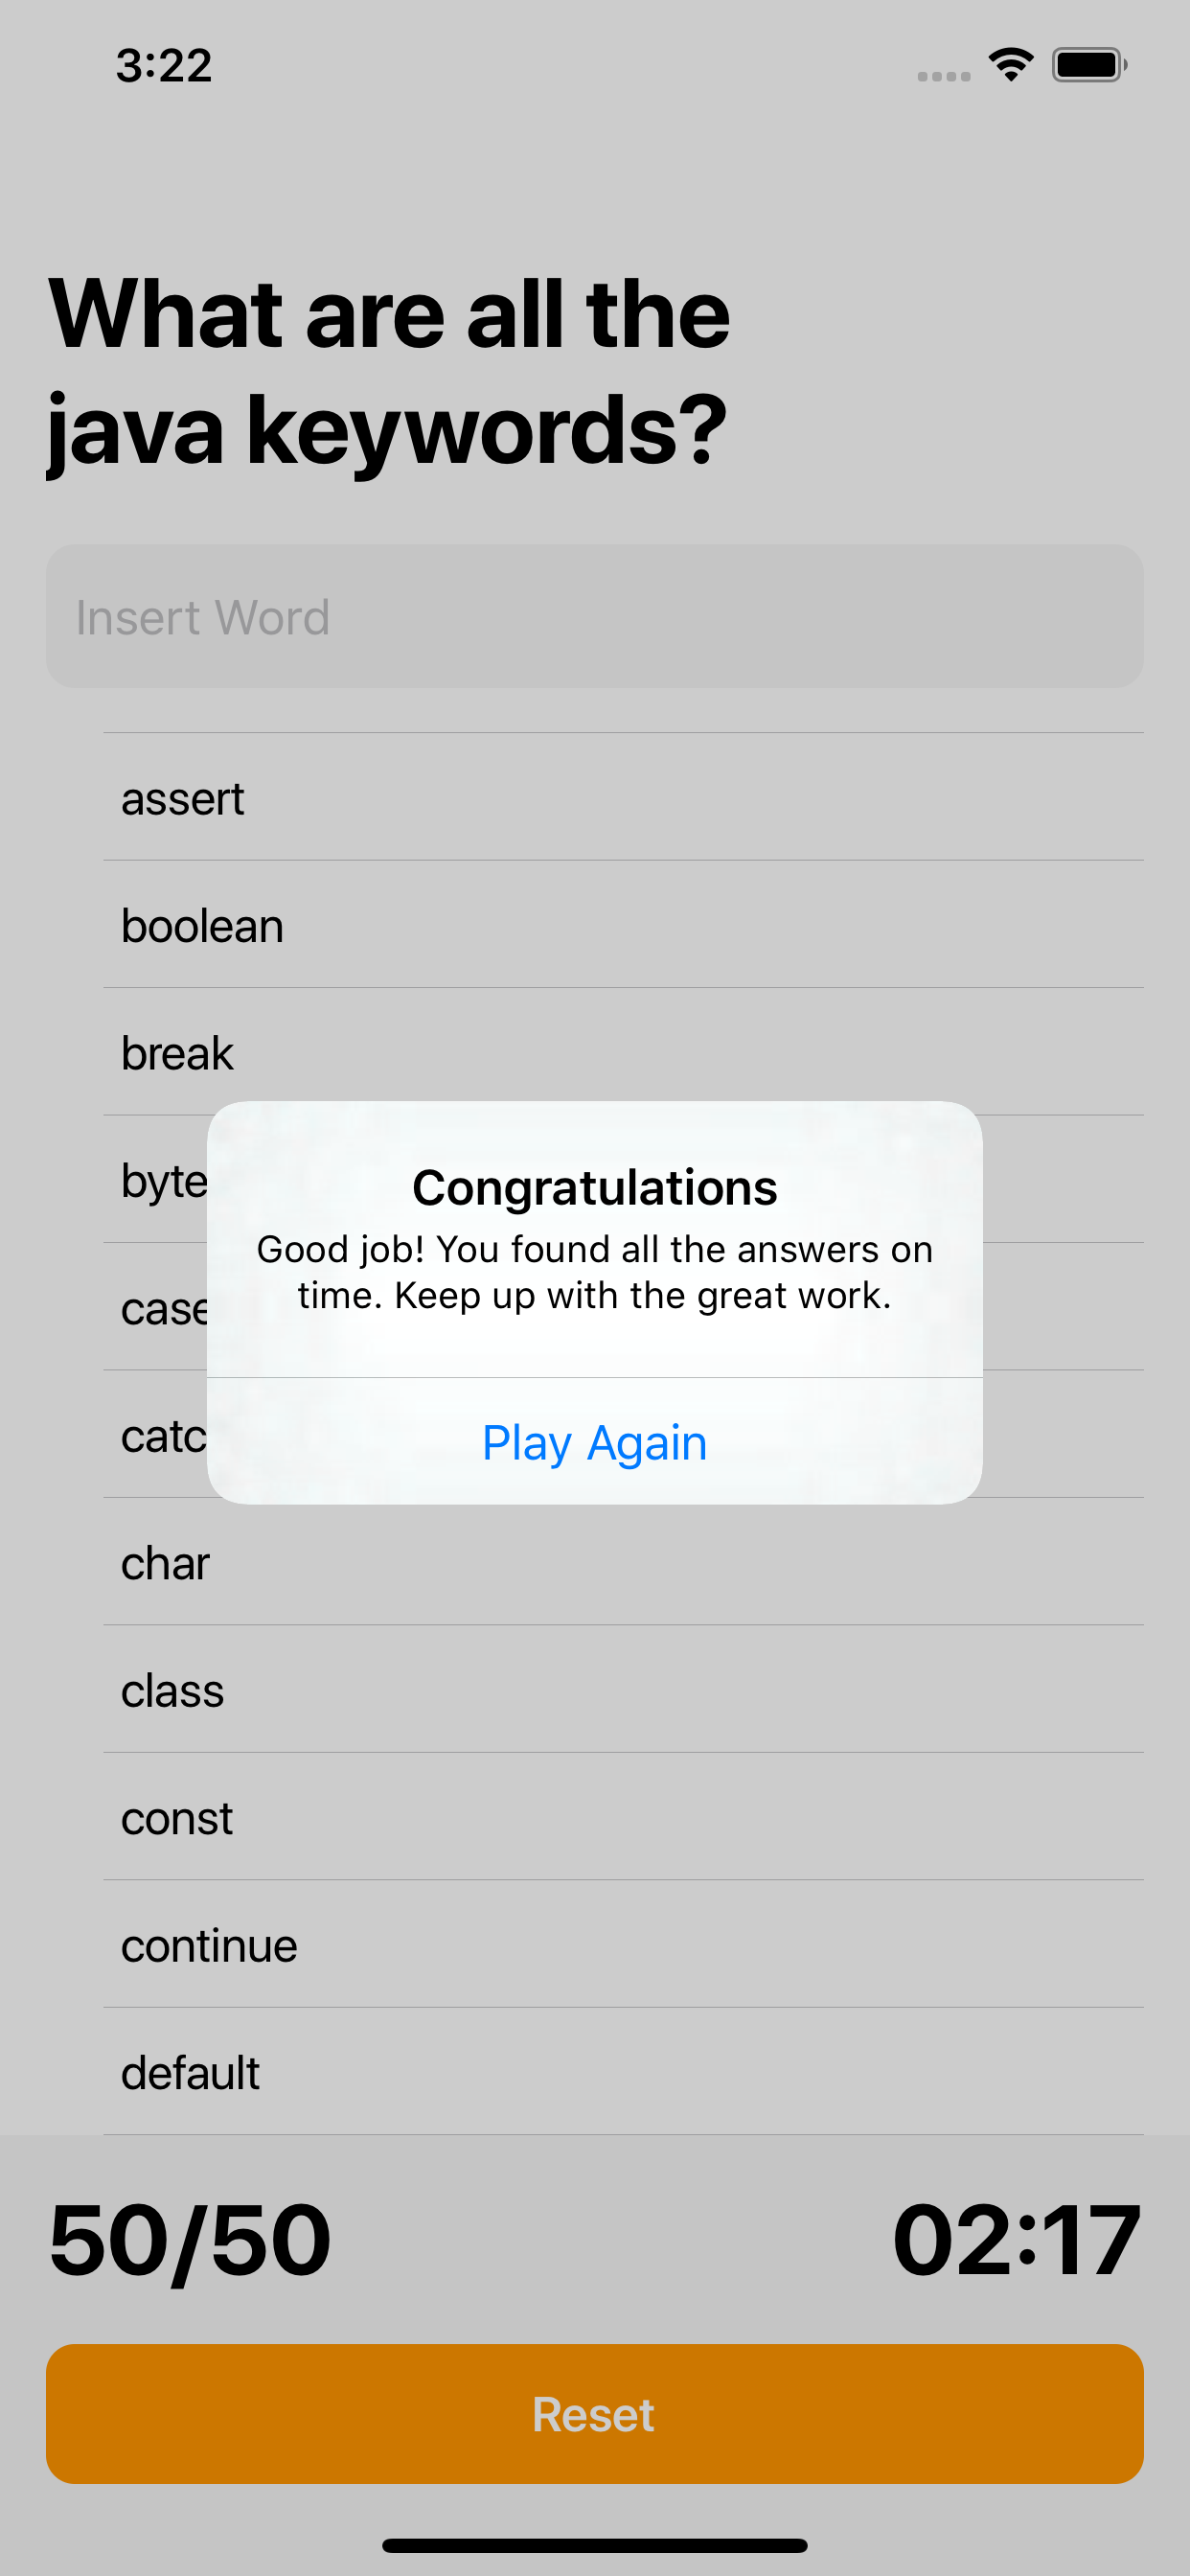 3:22
What are all the
java keywords?
Insert Word
assert
boolean
break
byte
case
catc
char
class
const
continue
default
Congratulations
Good job! You found all the answers on
time. Keep up with the great work.
Play Again
50/50
02:17
Reset